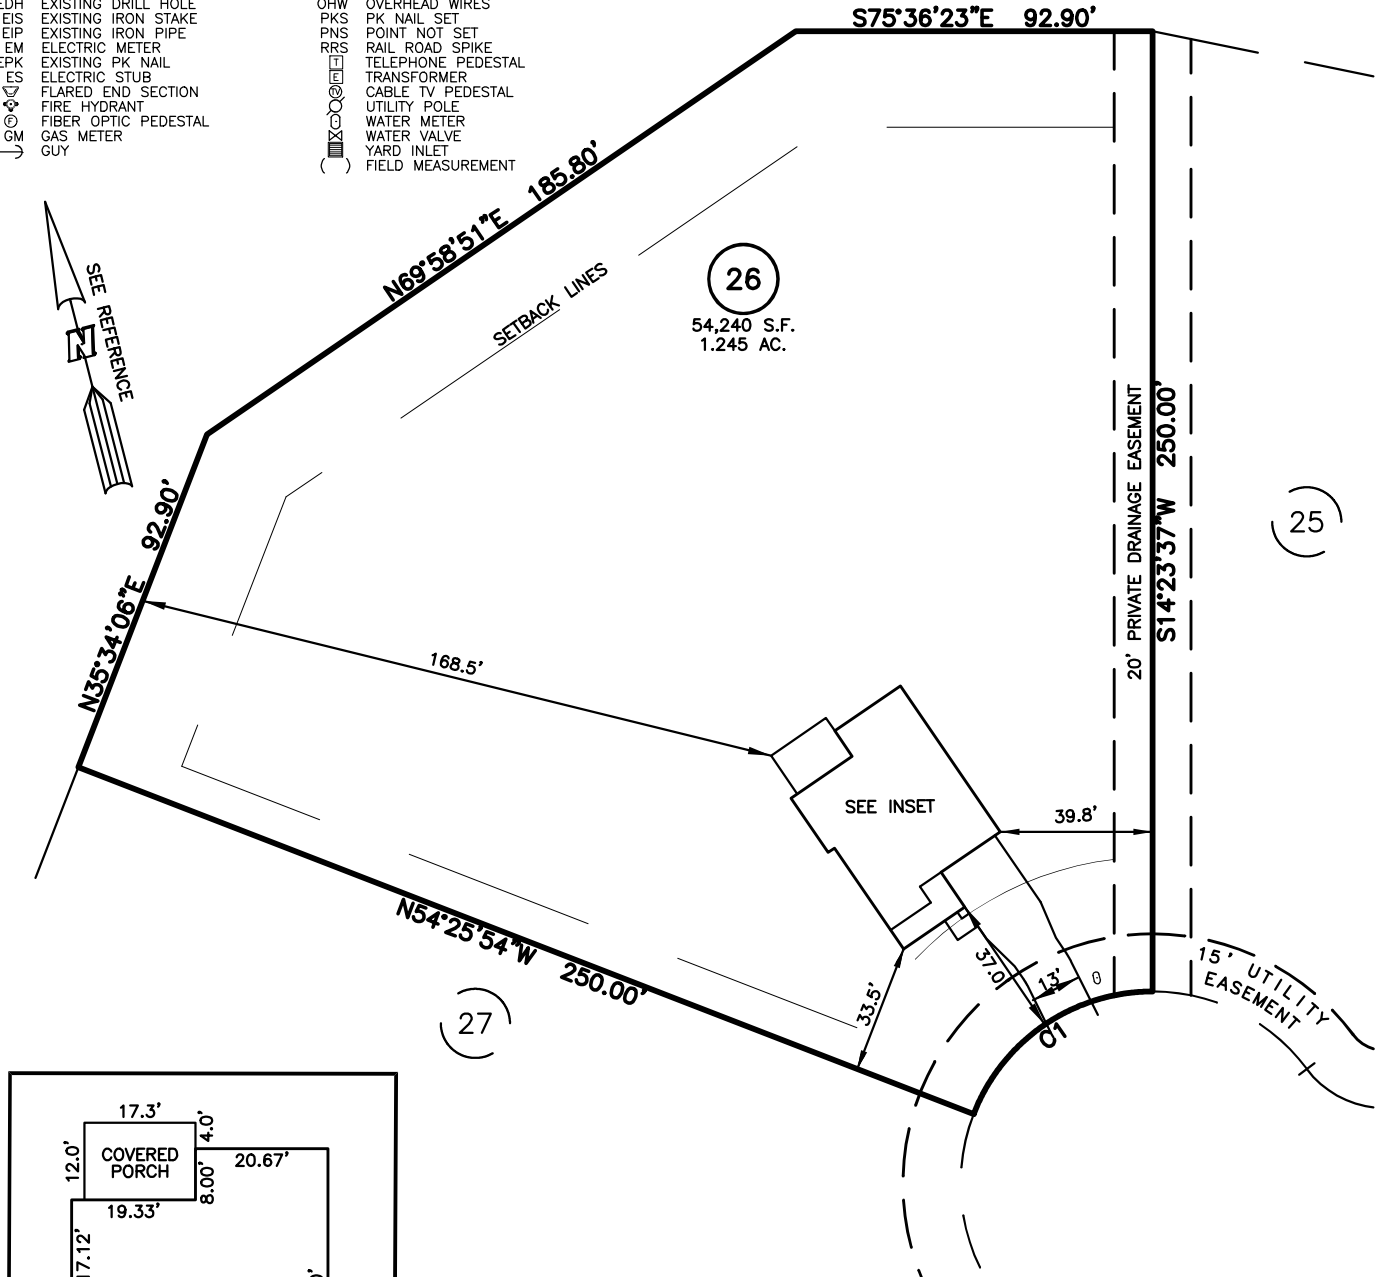 EDH EXISTING DRILL HOLE
EIS EXISTING IRON STAKE
EIP EXISTING IRON PIPE
EM ELECTRIC METER
EPK EXISTING PK NAIL
ES ELECTRIC STUB
FLARED END SECTION
FIRE HYDRANT
F FIBER OPTIC PEDESTAL
GM GAS METER
GUY
OHW OVERHEAD WIRES
PKS PK NAIL SET
PNS POINT NOT SET
RRS RAIL ROAD SPIKE
T TELEPHONE PEDESTAL
E TRANSFORMER
TV CABLE TV PEDESTAL
UTILITY POLE
WATER METER
WATER VALVE
YARD INLET
( ) FIELD MEASUREMENT
S75°36'23"E 92.90'
N69°58'51"E 185.80'
SEE REFERENCE
N
SETBACK LINES
26
54,240 S.F.
1.245 AC.
N35°34'06"E 92.90'
20' PRIVATE DRAINAGE EASEMENT
S14°23'37"W 250.00'
25
168.5'
SEE INSET
39.8'
N54°25'54"W 250.00'
37.0'
13'
33.5'
C1
15' UTILITY
EASEMENT
27
17.3'
4.0'
COVERED
PORCH
12.0'
20.67'
8.00'
19.33'
17.12'